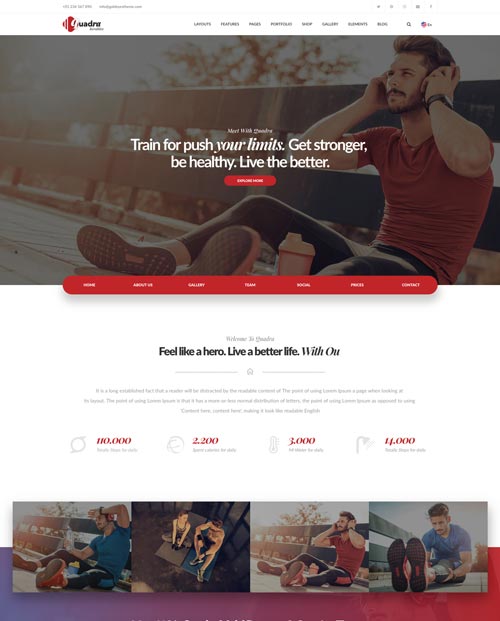 +01 234 567 890 info@goldeyestheme.com
Quadra
LAYOUTS FEATURES PAGES PORTFOLIO SHOP GALLERY ELEMENTS BLOG En
Meet With Quadra
Train for push your limits. Get stronger,
be healthy. Live the better.
EXPLORE MORE
HOME ABOUT US GALLERY TEAM SOCIAL PRICES CONTACT
Welcome To Quadra
Feel like a hero. Live a better life. With Ou
It is a long established fact that a reader will be distracted by the readable content of The point of using Lorem Ipsum a page when looking at
its layout. The point of using Lorem Ipsum it that it has a more-or-less normal distribution of letters, the point of using Lorem Ipsum as opposed to using
'Content here, content here', making it look like readable English
110.000 2.200 3.000 14.000
Totally Steps for daily. Spent calories for daily. Mt Water for daily. Totally Steps for daily.